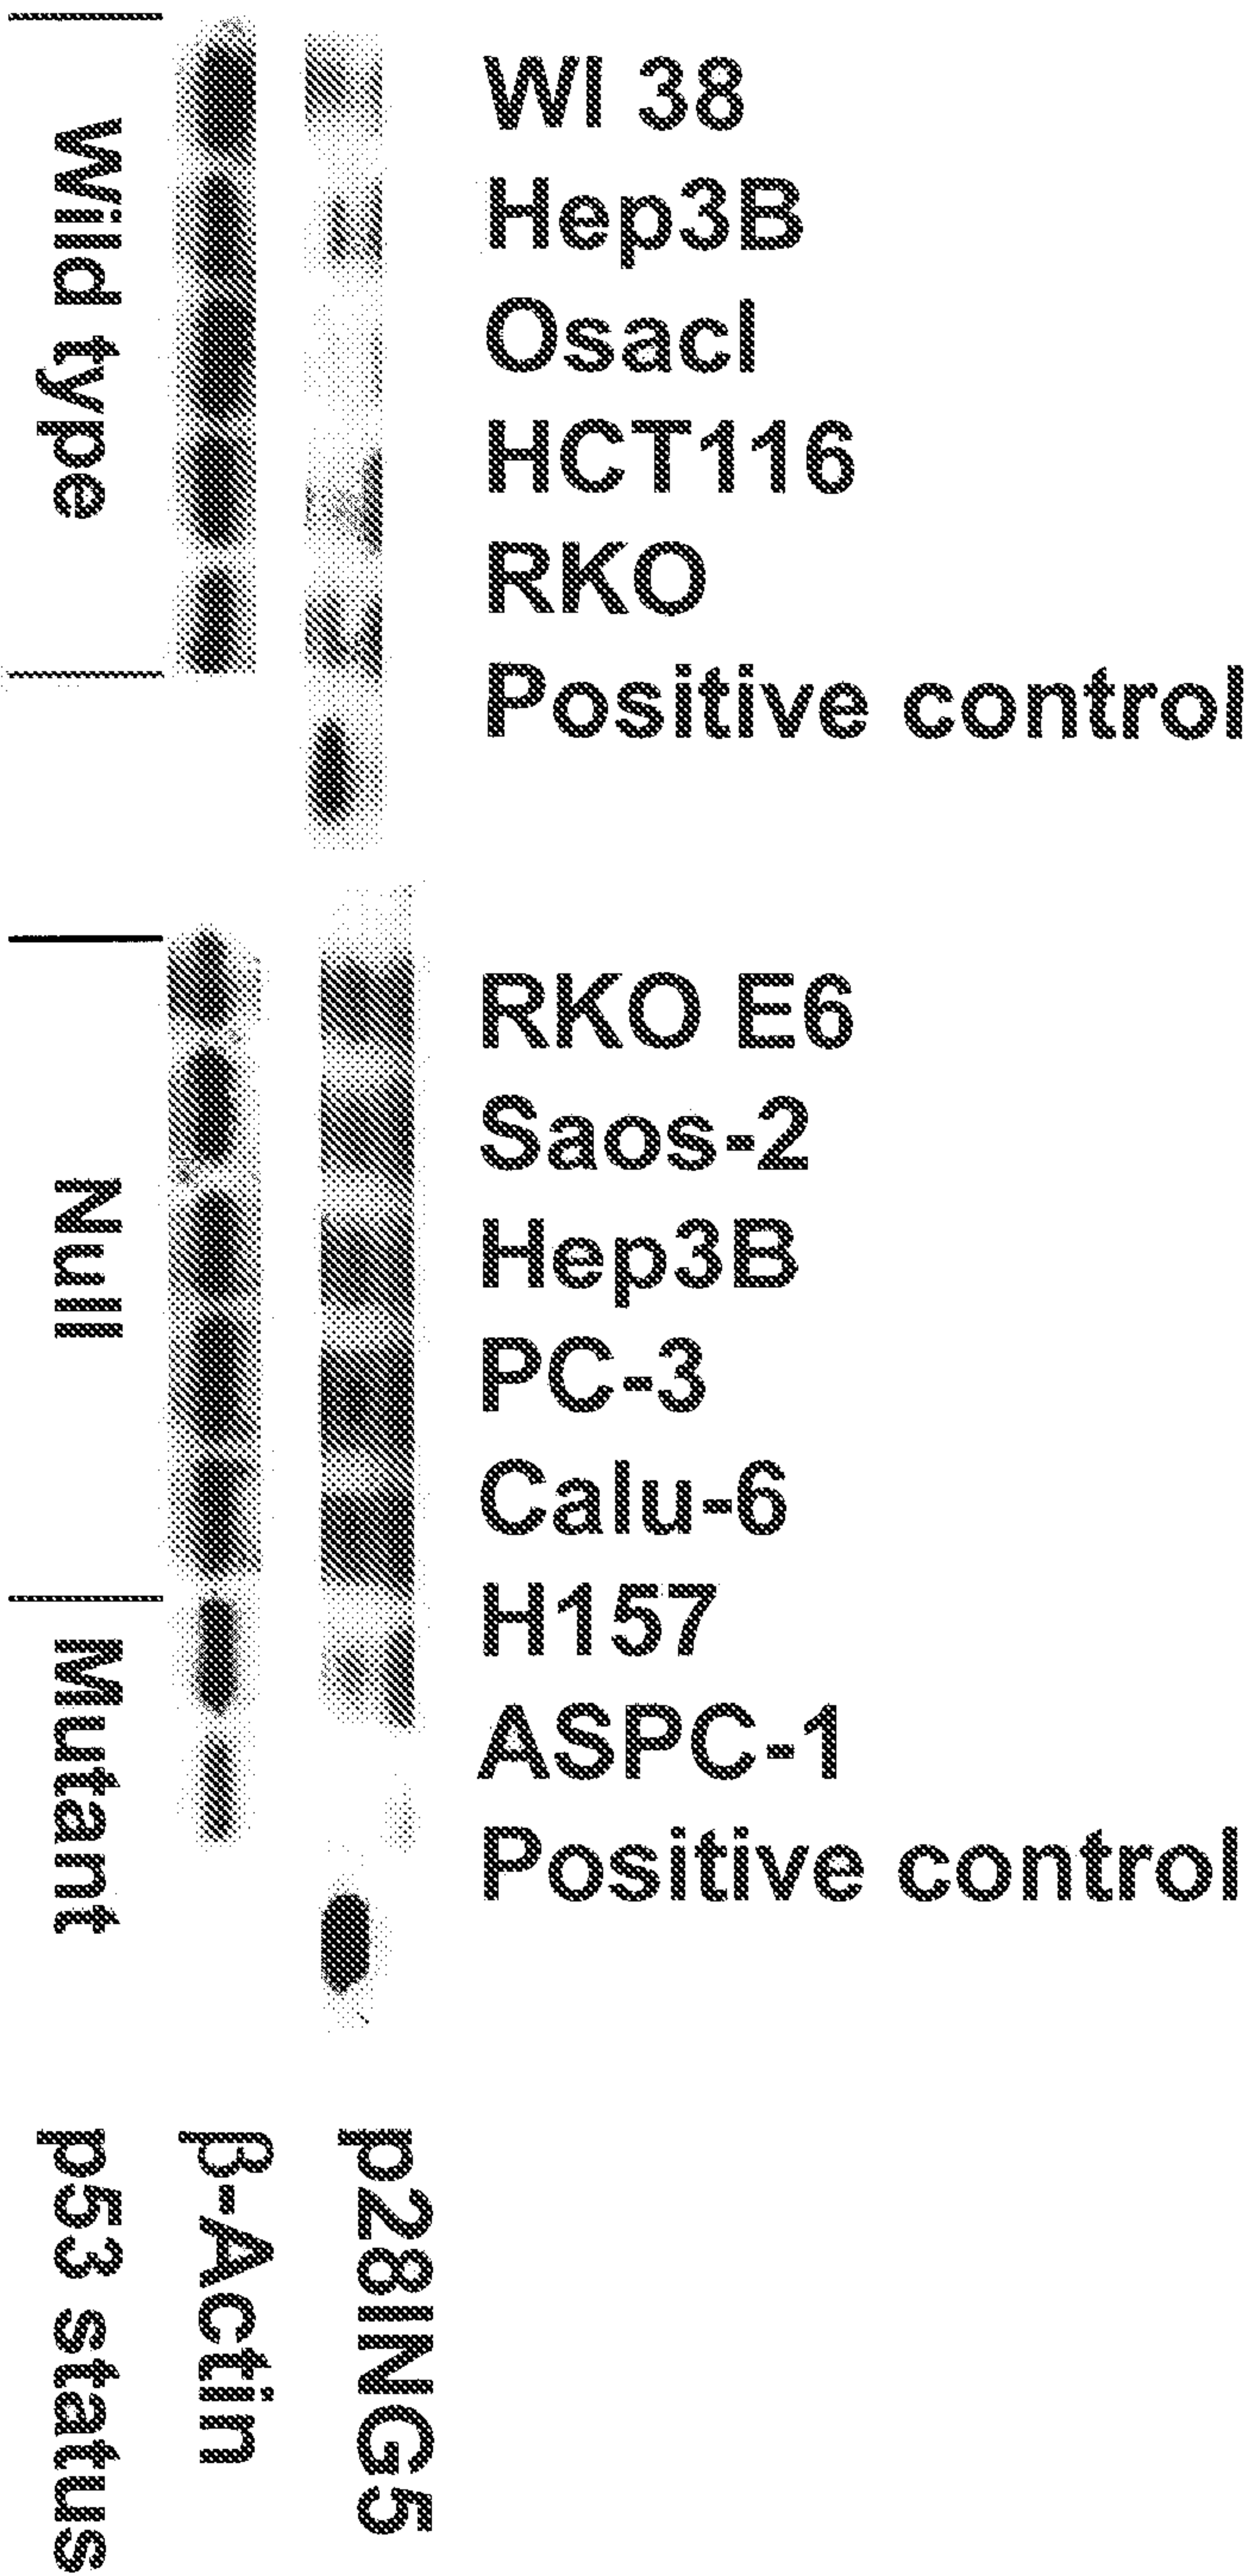 WI 38
Hep3B
Osacl
HCT116
RKO
Positive control
Wild type
RKO E6
Saos-2
Hep3B
PC-3
Calu-6
H157
ASPC-1
Positive control
Null
Mutant
p28ING5
β-Actin
p53 status